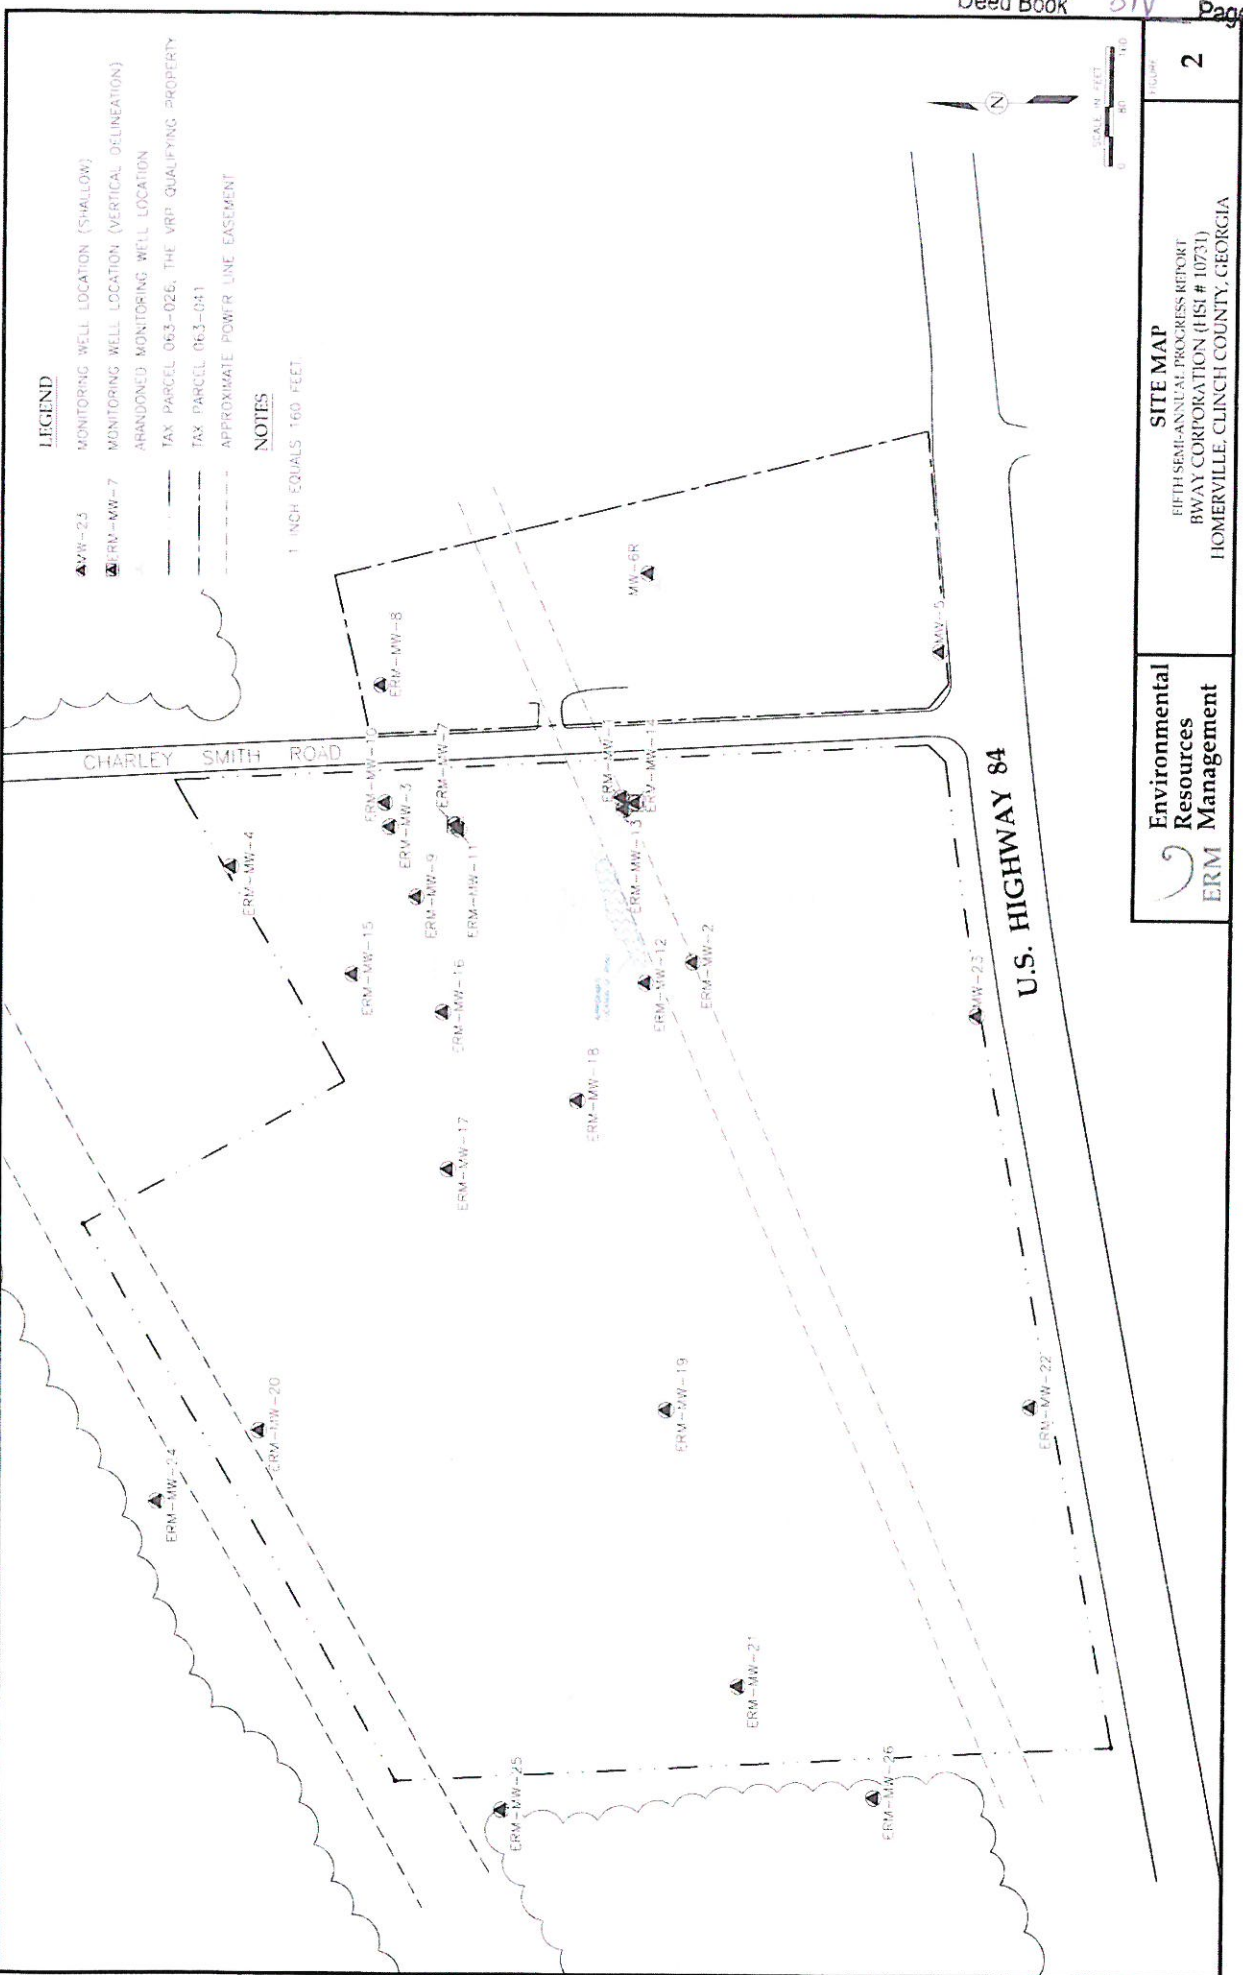 Deed Book
Page
LEGEND
MW-23 MONITORING WELL LOCATION (SHALLOW)
ERM-MW-7 MONITORING WELL LOCATION (VERTICAL DELINEATION)
ABANDONED MONITORING WELL LOCATION
TAX PARCEL 063-026, THE VRP QUALIFYING PROPERTY
TAX PARCEL 063-041
APPROXIMATE POWER LINE EASEMENT
NOTES
1 INCH EQUALS 160 FEET
N
SCALE IN FEET
0 80 160
CHARLEY SMITH ROAD
U.S. HIGHWAY 84
ERM-MW-24
ERM-MW-20
ERM-MW-4
ERM-MW-15
ERM-MW-10
ERM-MW-3
ERM-MW-8
ERM-MW-9
ERM-MW-7
ERM-MW-11
ERM-MW-16
ERM-MW-17
ERM-MW-25
ERM-MW-18
ERM-MW-1
ERM-MW-13
ERM-MW-14
MW-6R
ERM-MW-12
ERM-MW-2
ERM-MW-19
ERM-MW-21
ERM-MW-26
MW-5
MW-23
ERM-MW-22
ERM
Environmental
Resources
Management
SITE MAP
FIFTH SEMI-ANNUAL PROGRESS REPORT
BWAY CORPORATION (HSI # 10731)
HOMERVILLE, CLINCH COUNTY, GEORGIA
FIGURE
2